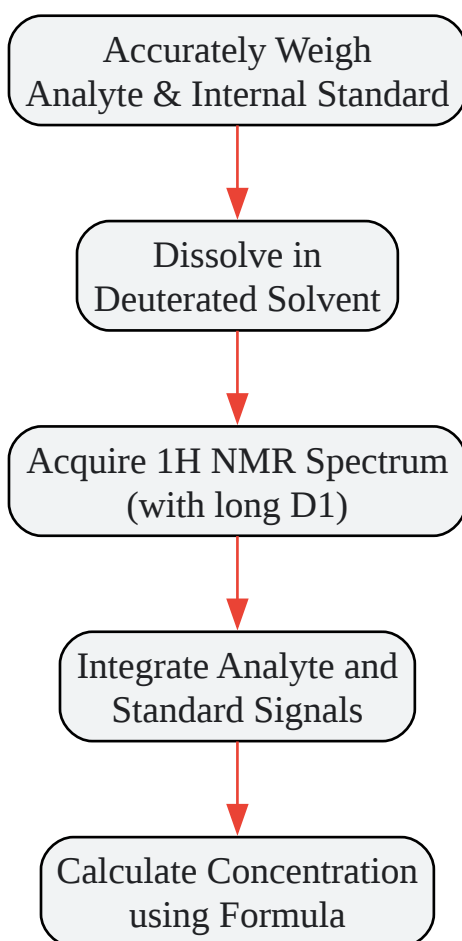 Accurately Weigh
Analyte & Internal Standard
Dissolve in
Deuterated Solvent
Acquire 1H NMR Spectrum
(with long D1)
Integrate Analyte and
Standard Signals
Calculate Concentration
using Formula